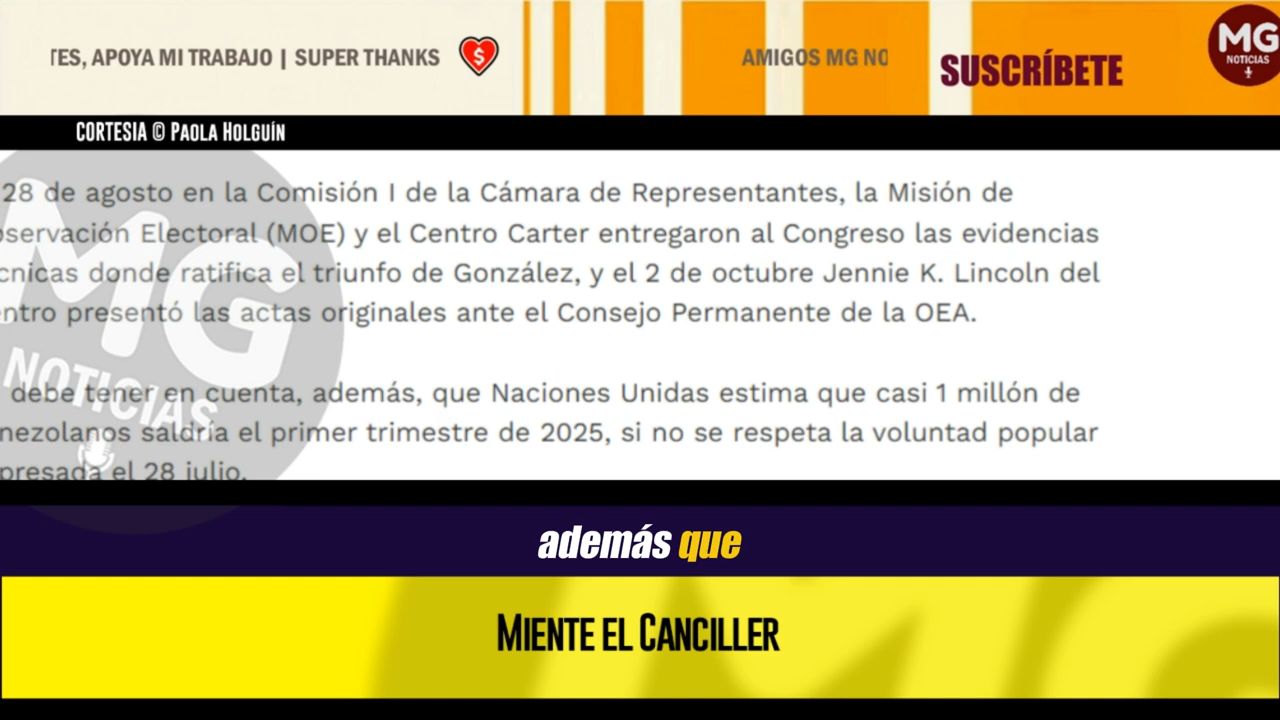 TES, APOYA MI TRABAJO | SUPER THANKS
AMIGOS MG NO
SUSCRÍBETE
MG
NOTICIAS
CORTESIA © PAOLA HOLGUÍN
28 de agosto en la Comisión I de la Cámara de Representantes, la Misión de
bservación Electoral (MOE) y el Centro Carter entregaron al Congreso las evidencias
cnicas donde ratifica el triunfo de González, y el 2 de octubre Jennie K. Lincoln del
entro presentó las actas originales ante el Consejo Permanente de la OEA.
debe tener en cuenta, además, que Naciones Unidas estima que casi 1 millón de
nezolanos saldría el primer trimestre de 2025, si no se respeta la voluntad popular
presada el 28 julio.
MG
NOTICIAS
además que
MIENTE EL CANCILLER